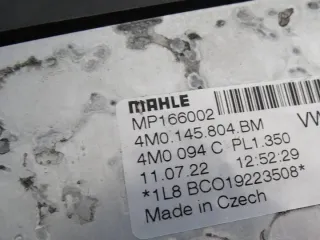 MAHLE
MP166002
4M0.145.804.BM VW
4M0 094 C PL1.350
11.07.22 12:52:29
*1L8 BCO19223508*
Made in Czech